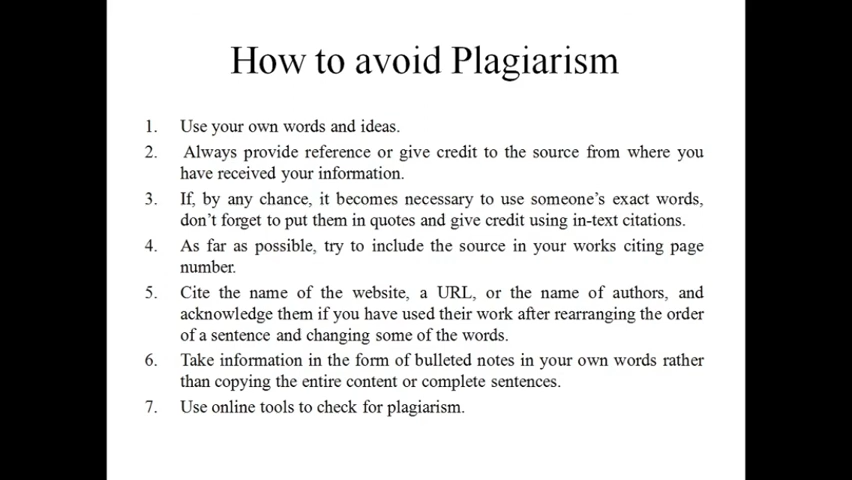 How to avoid Plagiarism
1. Use your own words and ideas.
2. Always provide reference or give credit to the source from where you
have received your information.
3. If, by any chance, it becomes necessary to use someone's exact words,
don't forget to put them in quotes and give credit using in-text citations.
4. As far as possible, try to include the source in your works citing page
number.
5. Cite the name of the website, a URL, or the name of authors, and
acknowledge them if you have used their work after rearranging the order
of a sentence and changing some of the words.
6. Take information in the form of bulleted notes in your own words rather
than copying the entire content or complete sentences.
7. Use online tools to check for plagiarism.